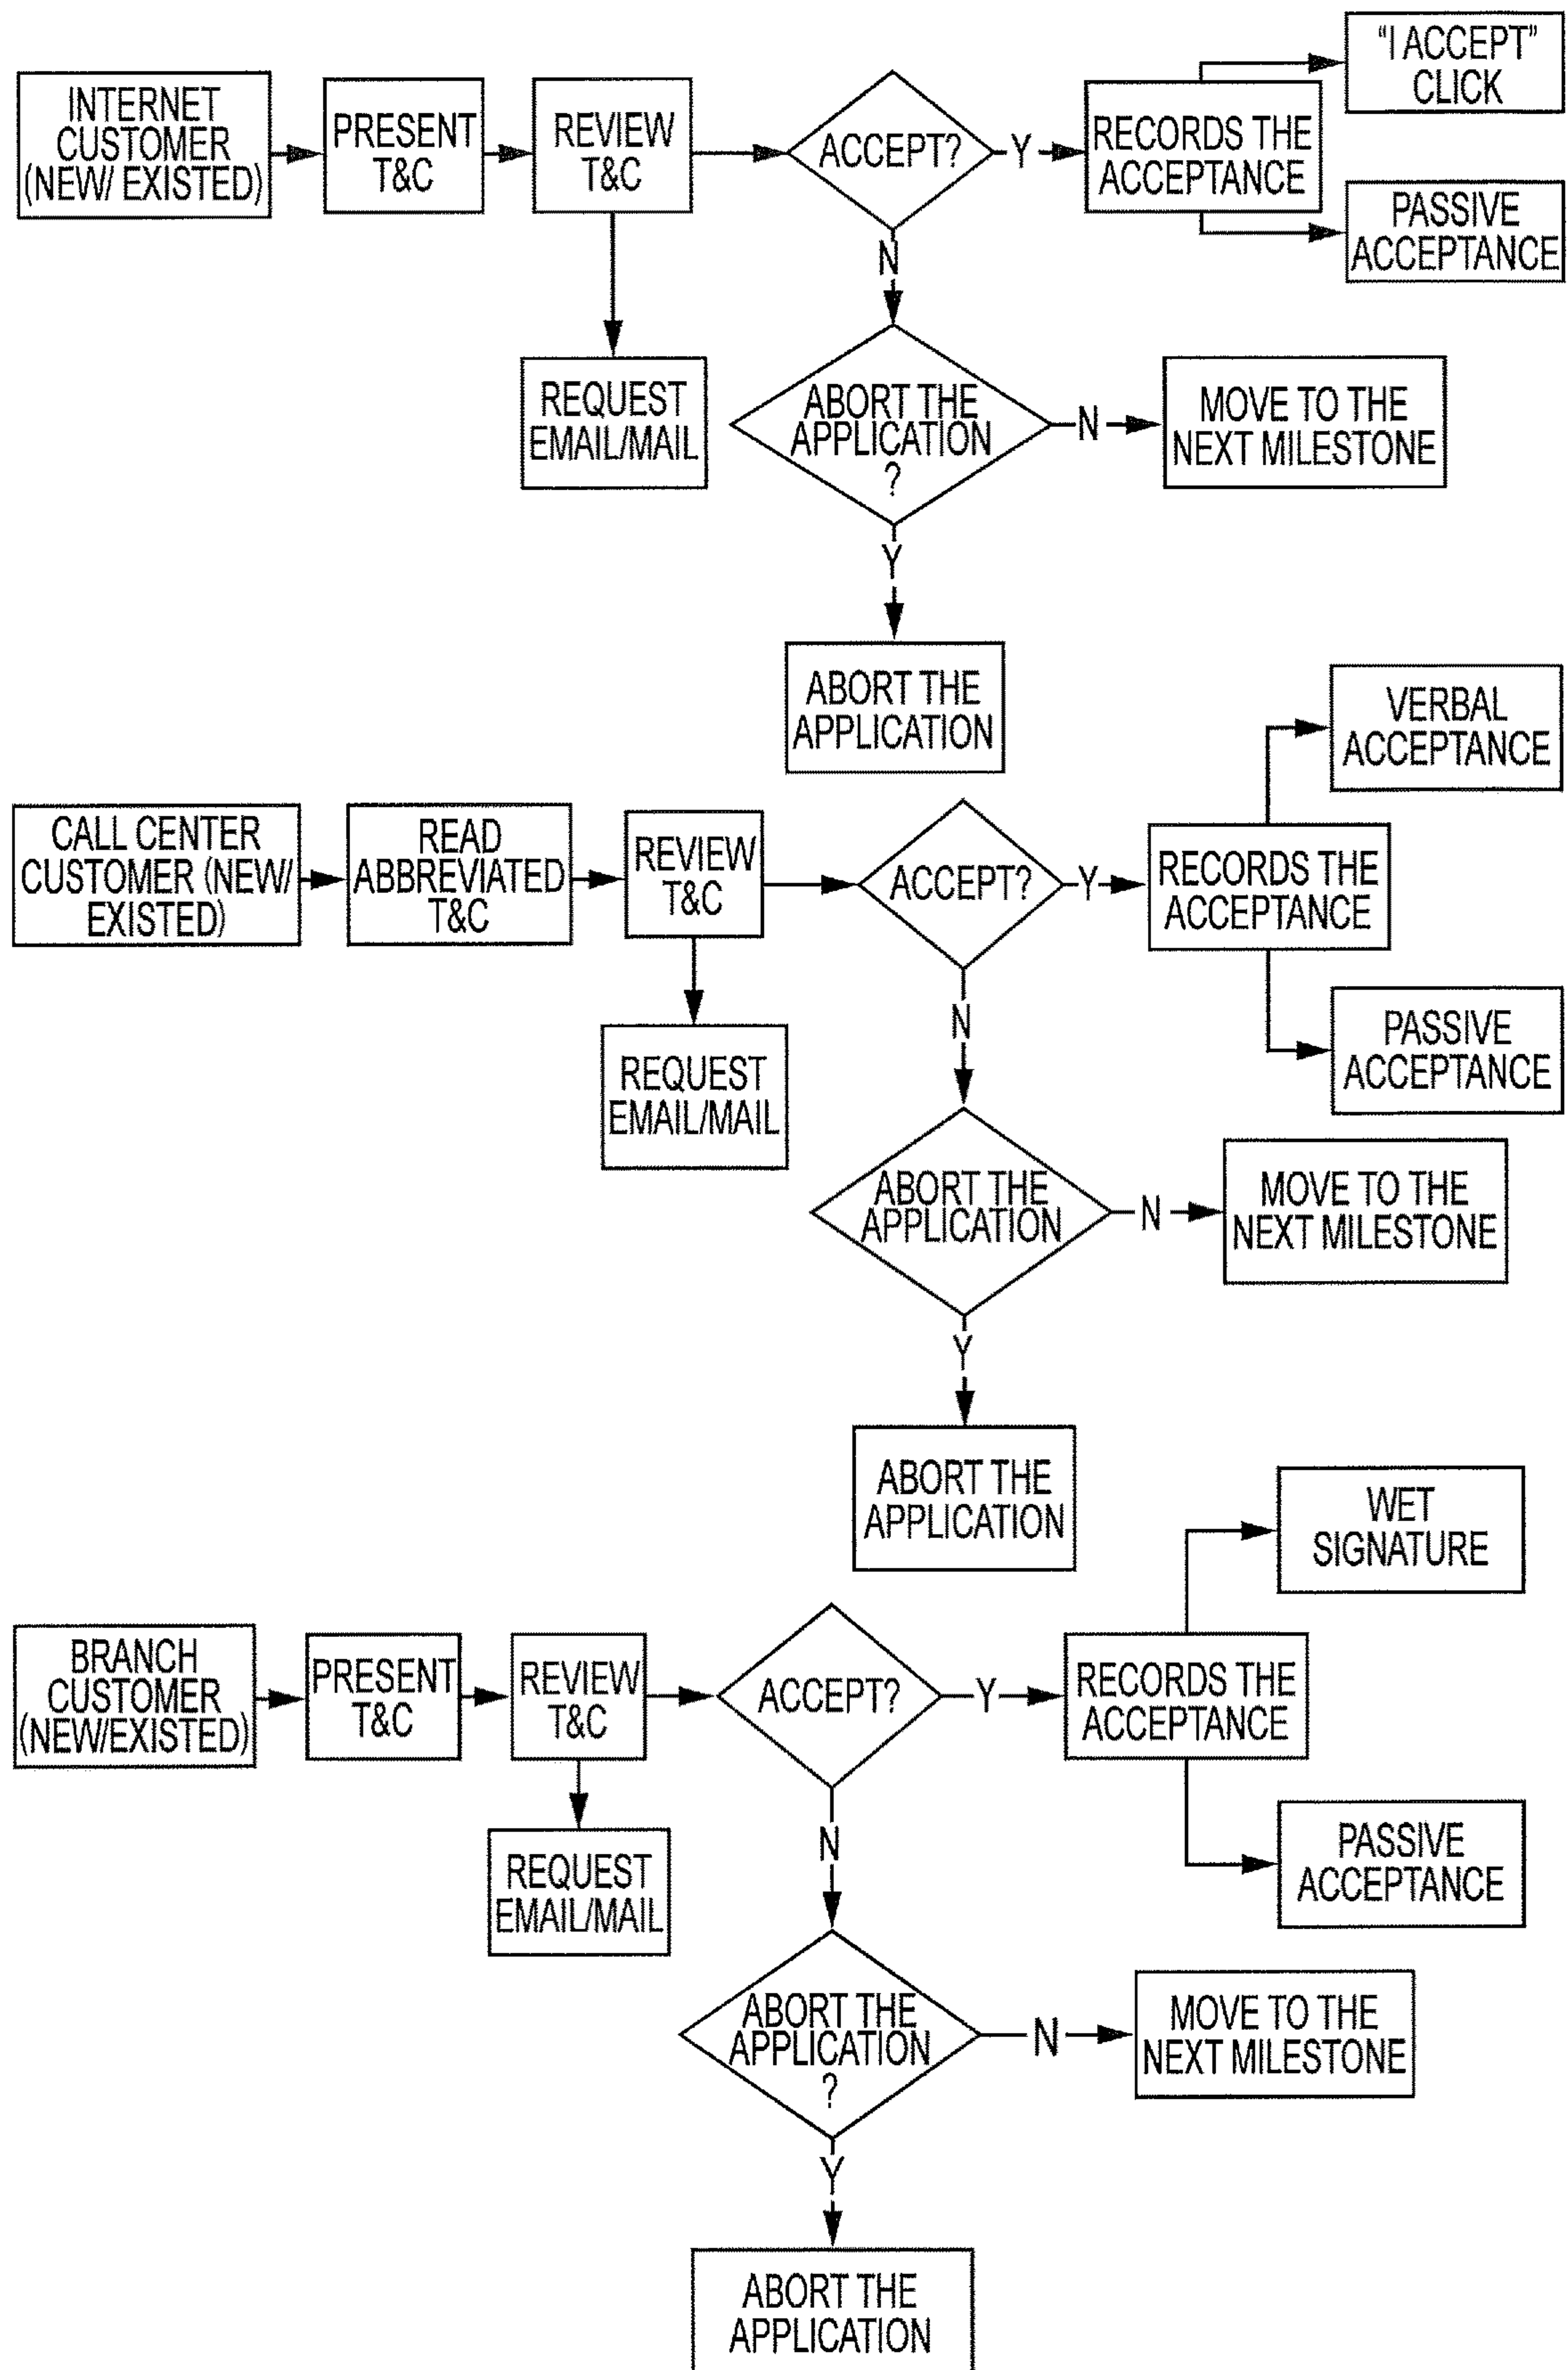 INTERNET
CUSTOMER
(NEW/ EXISTED)
PRESENT
T&C
REVIEW
T&C
ACCEPT?
Y
RECORDS THE
ACCEPTANCE
"I ACCEPT"
CLICK
PASSIVE
ACCEPTANCE
N
REQUEST
EMAIL/MAIL
ABORT THE
APPLICATION
?
N
MOVE TO THE
NEXT MILESTONE
Y
ABORT THE
APPLICATION
CALL CENTER
CUSTOMER (NEW/
EXISTED)
READ
ABBREVIATED
T&C
REVIEW
T&C
ACCEPT?
Y
RECORDS THE
ACCEPTANCE
VERBAL
ACCEPTANCE
PASSIVE
ACCEPTANCE
N
REQUEST
EMAIL/MAIL
ABORT THE
APPLICATION
N
MOVE TO THE
NEXT MILESTONE
Y
ABORT THE
APPLICATION
BRANCH
CUSTOMER
(NEW/EXISTED)
PRESENT
T&C
REVIEW
T&C
ACCEPT?
Y
RECORDS THE
ACCEPTANCE
WET
SIGNATURE
PASSIVE
ACCEPTANCE
N
REQUEST
EMAIL/MAIL
ABORT THE
APPLICATION
?
N
MOVE TO THE
NEXT MILESTONE
Y
ABORT THE
APPLICATION